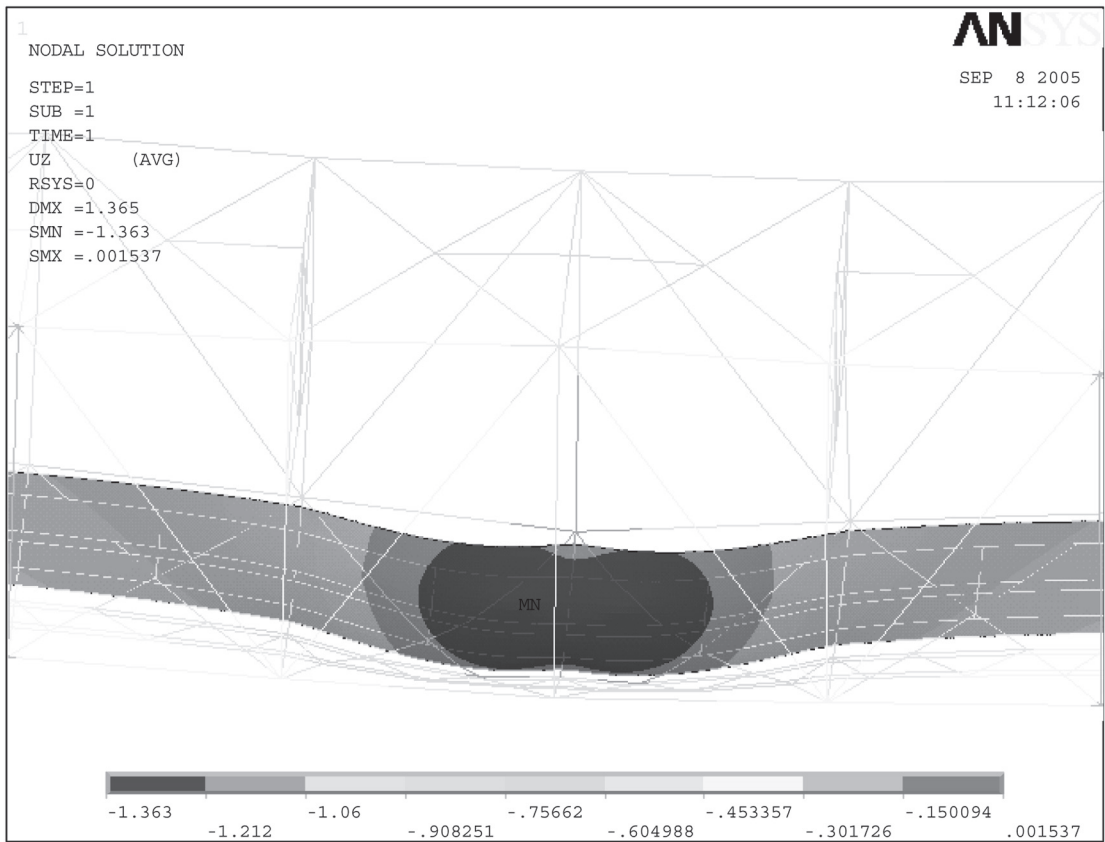 1
NODAL SOLUTION
STEP=1
SUB =1
TIME=1
UZ (AVG)
RSYS=0
DMX =1.365
SMN =-1.363
SMX =.001537
ANSYS
SEP 8 2005
11:12:06
MN
-1.363 -1.06 -.75662 -.453357 -.150094
-1.212 -.908251 -.604988 -.301726 .001537